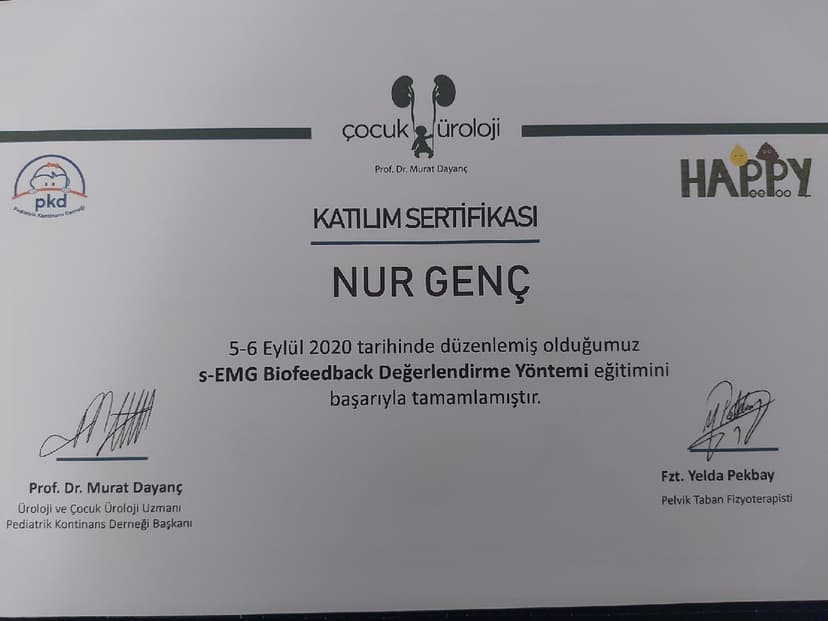 çocuk üroloji
Prof. Dr. Murat Dayanç
pkd
Pediatrik Kontinans Derneği
HAPPY
eeloo
KATILIM SERTİFİKASI
NUR GENÇ
5-6 Eylül 2020 tarihinde düzenlemiş olduğumuz
s-EMG Biofeedback Değerlendirme Yöntemi eğitimini
başarıyla tamamlamıştır.
Prof. Dr. Murat Dayanç
Üroloji ve Çocuk Üroloji Uzmanı
Pediatrik Kontinans Derneği Başkanı
Fzt. Yelda Pekbay
Pelvik Taban Fizyoterapisti